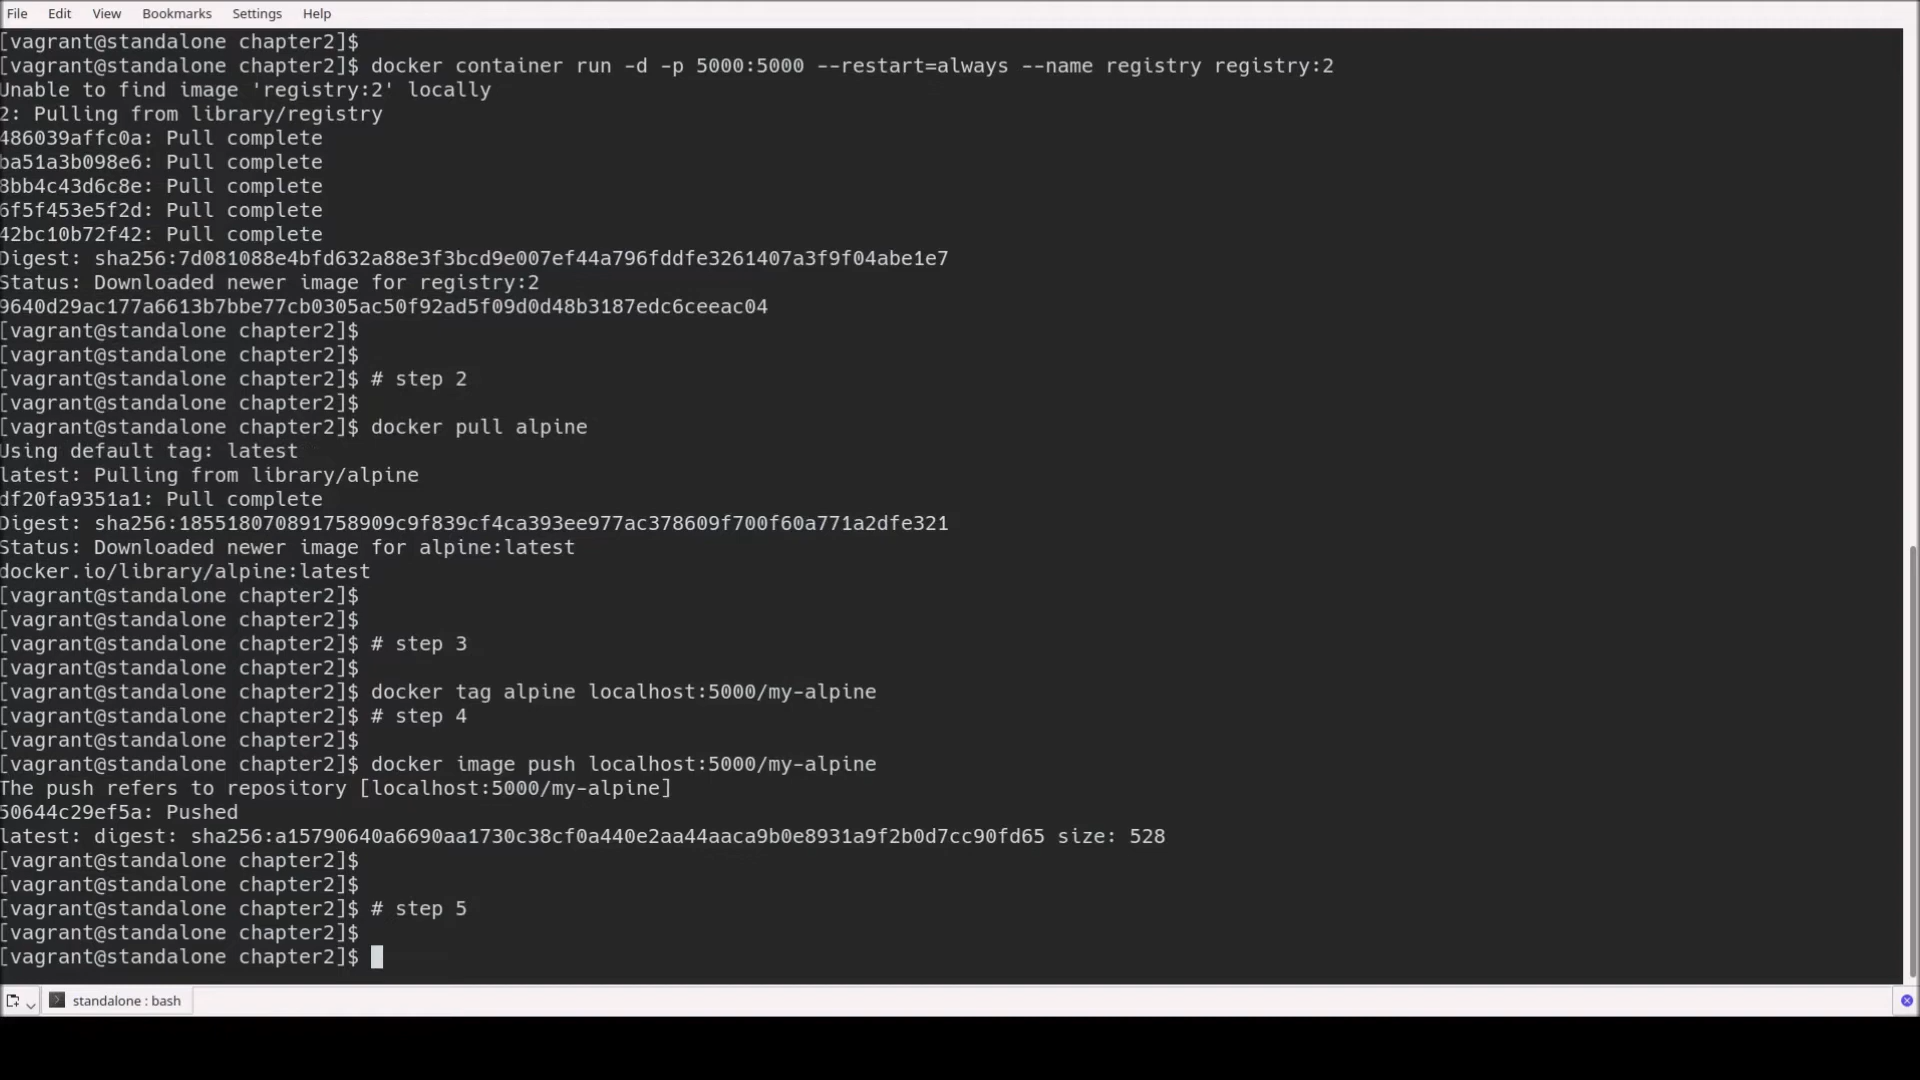 File Edit View Bookmarks Settings Help
[vagrant@standalone chapter2]$
[vagrant@standalone chapter2]$ docker container run -d -p 5000:5000 --restart=always --name registry registry:2
Unable to find image 'registry:2' locally
2: Pulling from library/registry
486039affc0a: Pull complete
ba51a3b098e6: Pull complete
8bb4c43d6c8e: Pull complete
6f5f453e5f2d: Pull complete
42bc10b72f42: Pull complete
Digest: sha256:7d081088e4bfd632a88e3f3bcd9e007ef44a796fddfe3261407a3f9f04abe1e7
Status: Downloaded newer image for registry:2
9640d29ac177a6613b7bbe77cb0305ac50f92ad5f09d0d48b3187edc6ceeac04
[vagrant@standalone chapter2]$
[vagrant@standalone chapter2]$
[vagrant@standalone chapter2]$ # step 2
[vagrant@standalone chapter2]$
[vagrant@standalone chapter2]$ docker pull alpine
Using default tag: latest
latest: Pulling from library/alpine
df20fa9351a1: Pull complete
Digest: sha256:185518070891758909c9f839cf4ca393ee977ac378609f700f60a771a2dfe321
Status: Downloaded newer image for alpine:latest
docker.io/library/alpine:latest
[vagrant@standalone chapter2]$
[vagrant@standalone chapter2]$
[vagrant@standalone chapter2]$ # step 3
[vagrant@standalone chapter2]$
[vagrant@standalone chapter2]$ docker tag alpine localhost:5000/my-alpine
[vagrant@standalone chapter2]$ # step 4
[vagrant@standalone chapter2]$
[vagrant@standalone chapter2]$ docker image push localhost:5000/my-alpine
The push refers to repository [localhost:5000/my-alpine]
50644c29ef5a: Pushed
latest: digest: sha256:a15790640a6690aa1730c38cf0a440e2aa44aaca9b0e8931a9f2b0d7cc90fd65 size: 528
[vagrant@standalone chapter2]$
[vagrant@standalone chapter2]$
[vagrant@standalone chapter2]$ # step 5
[vagrant@standalone chapter2]$
[vagrant@standalone chapter2]$
standalone : bash